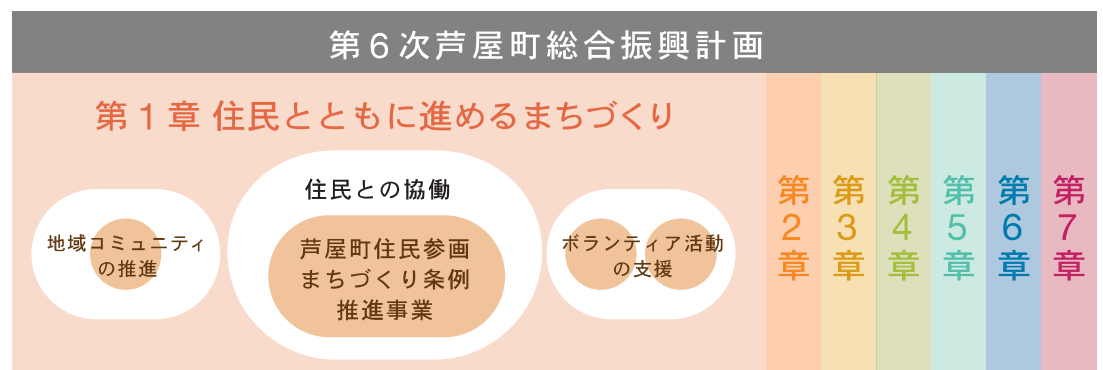 第6次芦屋町総合振興計画
第1章 住民とともに進めるまちづくり
地域コミュニティ
の推進
住民との協働
芦屋町住民参画
まちづくり条例
推進事業
ボランティア活動
の支援
第2章
第3章
第4章
第5章
第6章
第7章